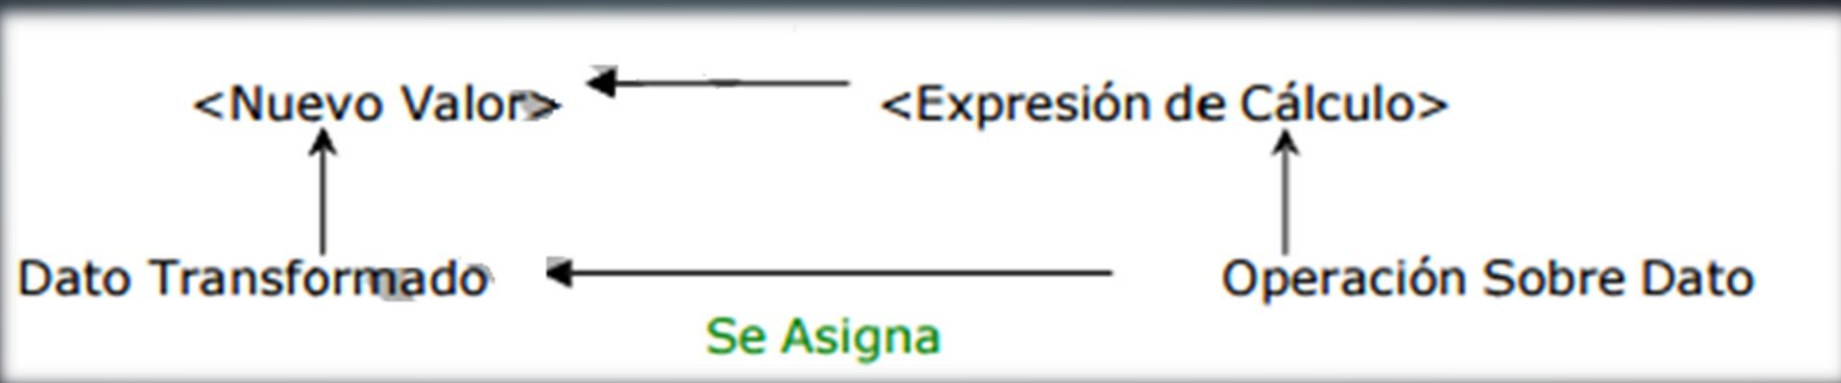 <Nuevo Valor> <Expresión de Cálculo>
Dato Transformado Operación Sobre Dato
Se Asigna